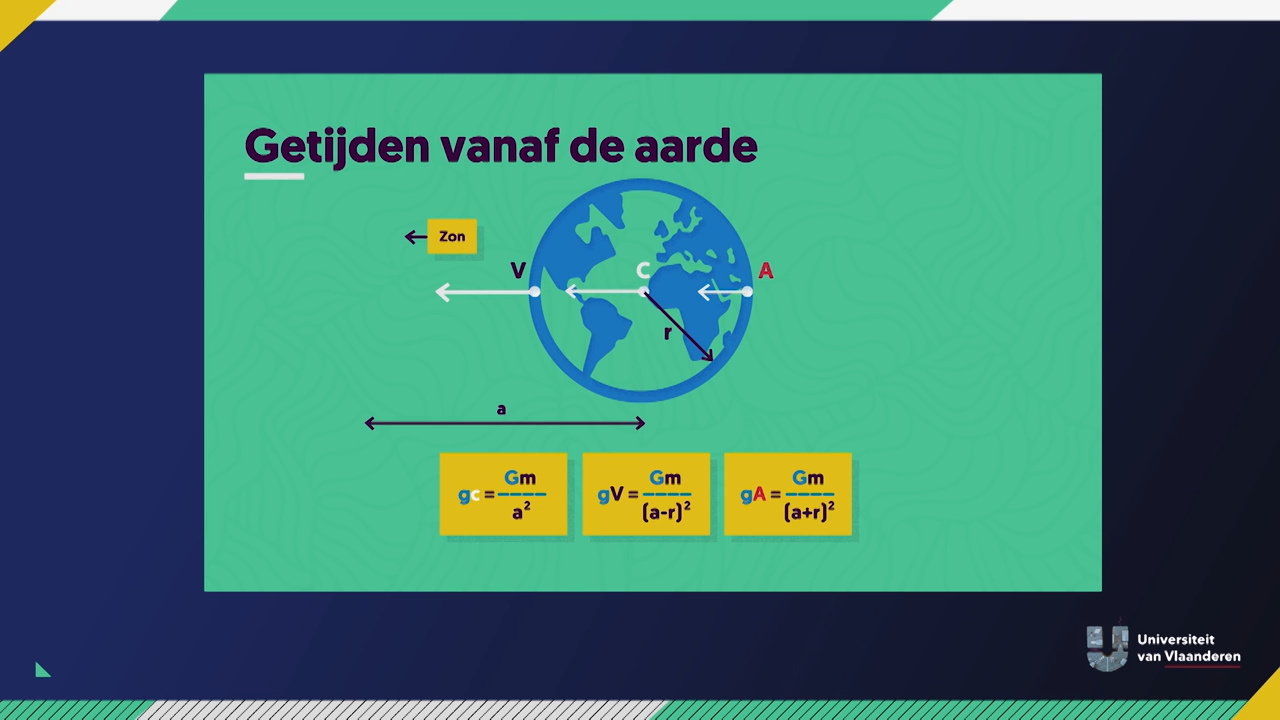 Getijden vanaf de aarde
Zon
V
C
A
r
a
gc = Gm / a²
gV = Gm / (a-r)²
gA = Gm / (a+r)²
Universiteit
van Vlaanderen